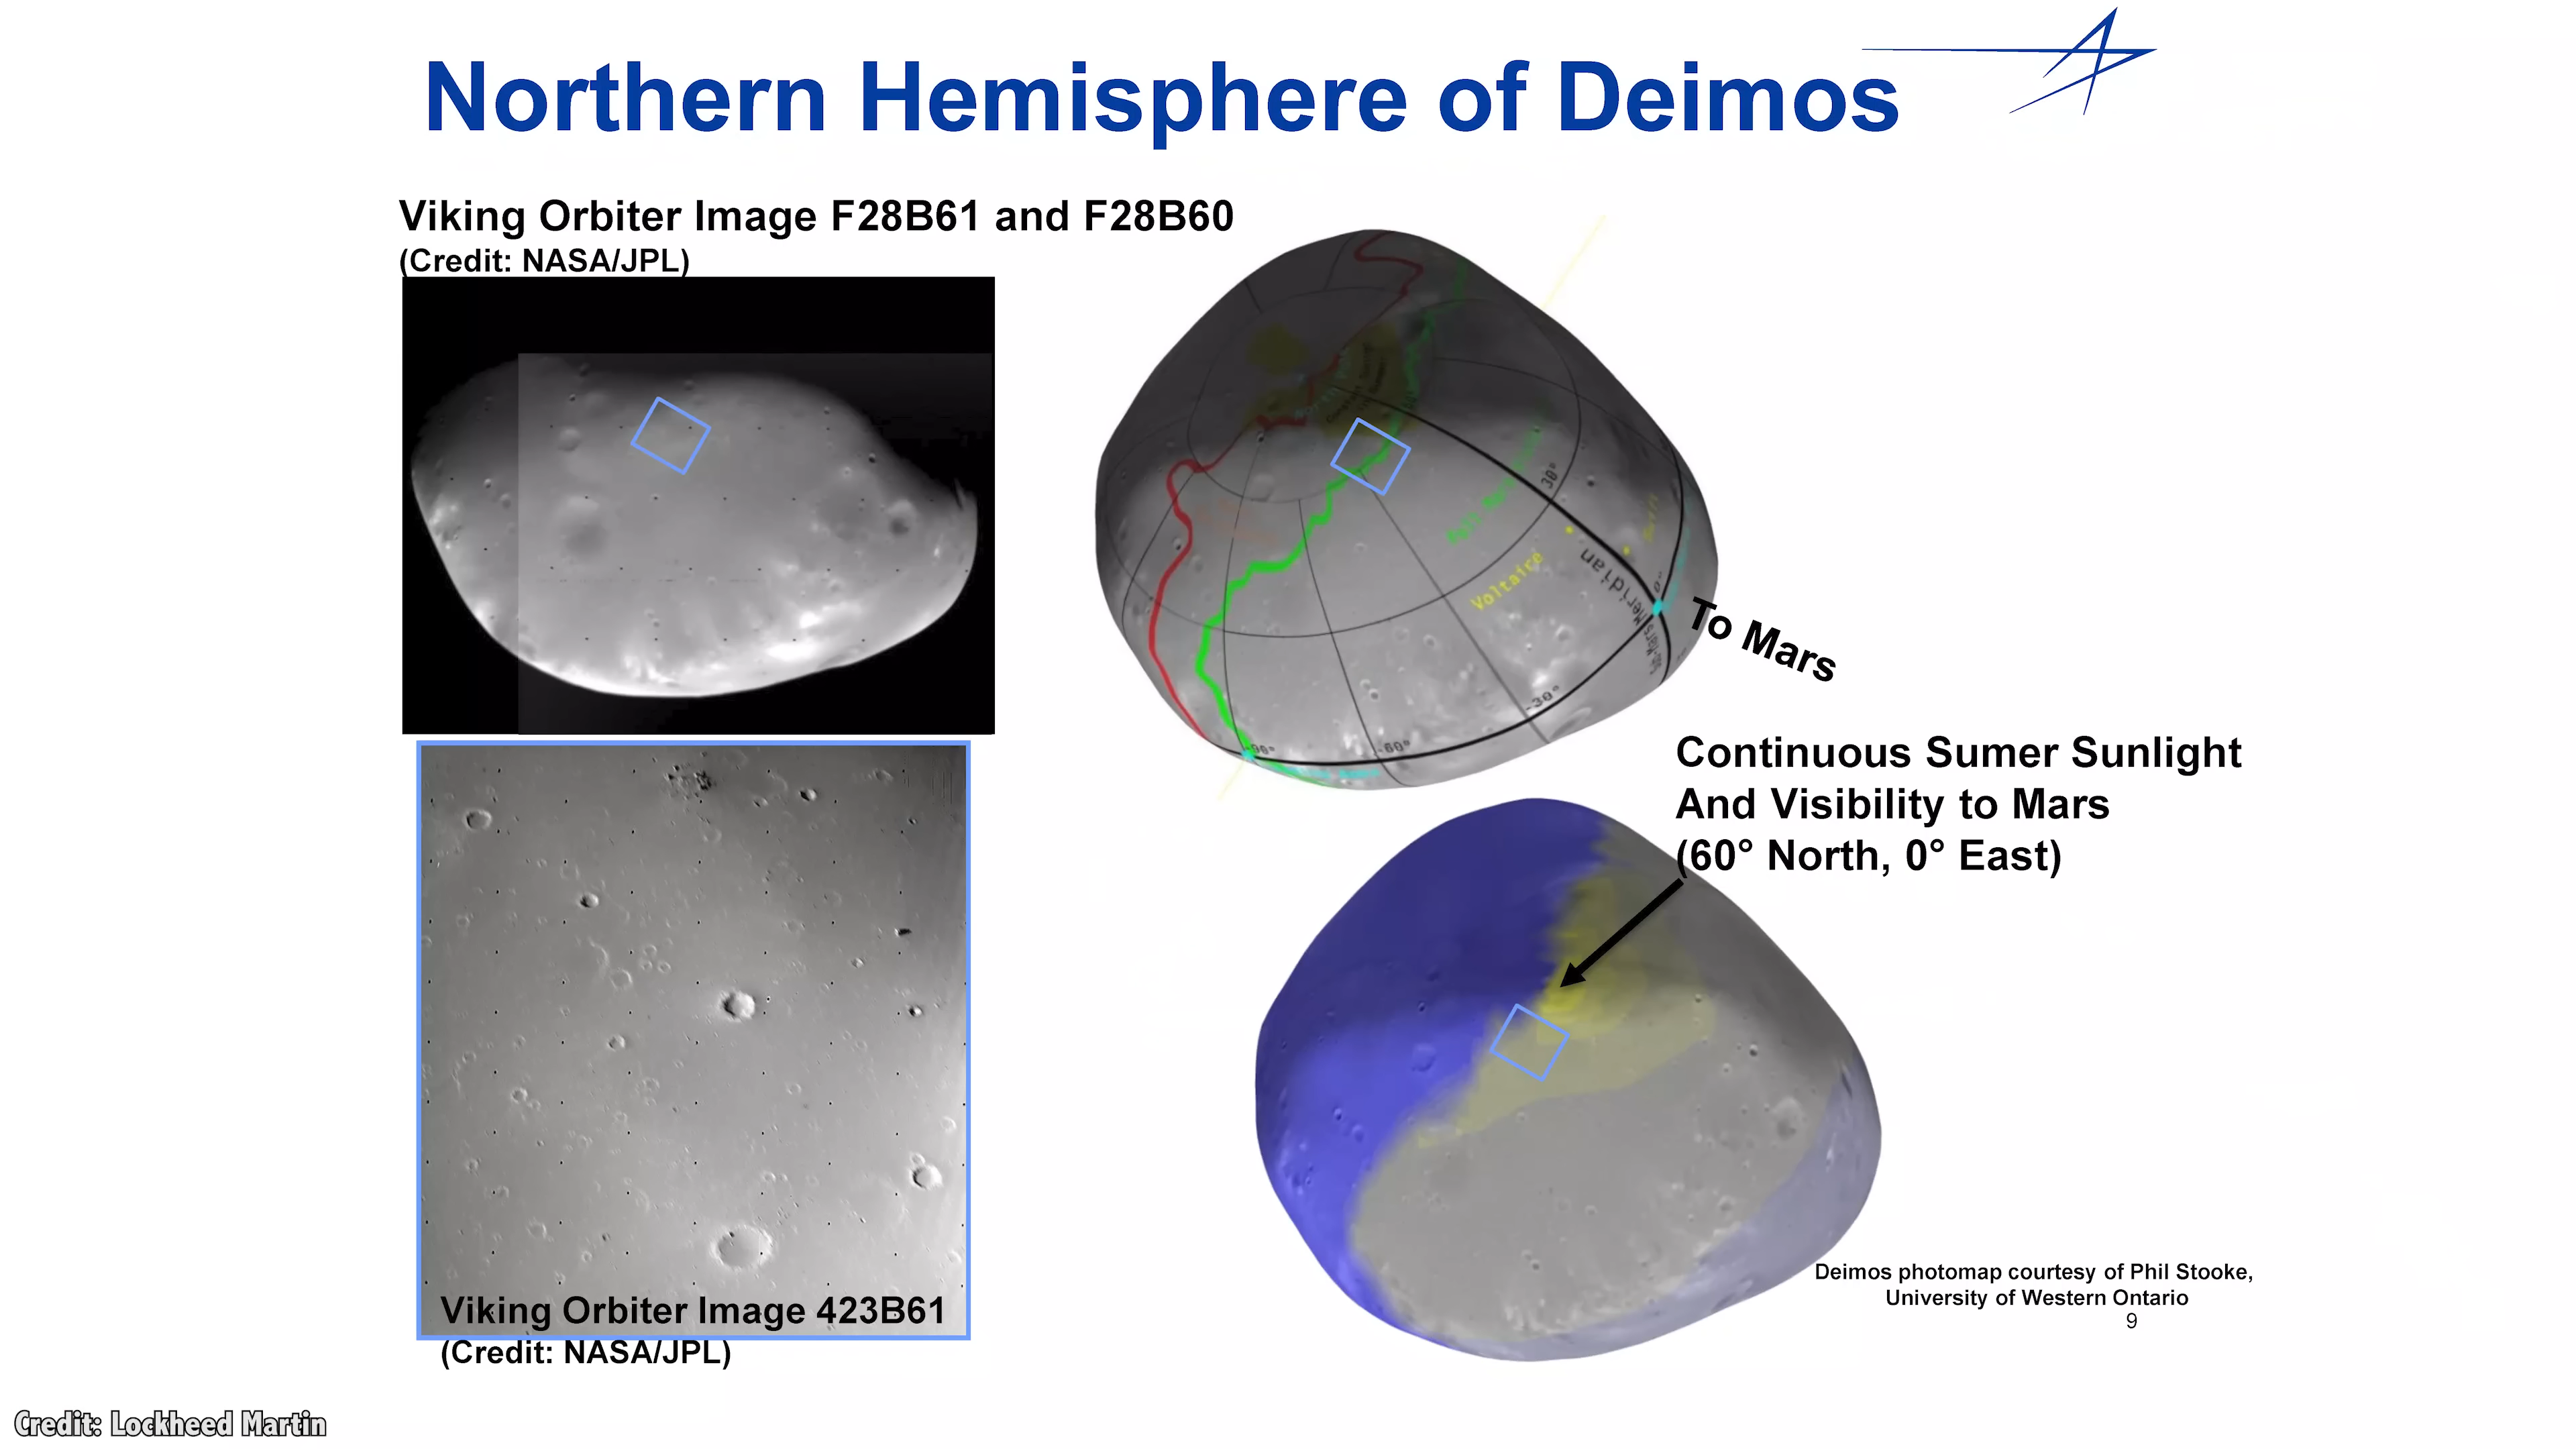 Northern Hemisphere of Deimos
Viking Orbiter Image F28B61 and F28B60
(Credit: NASA/JPL)
30°
Voltaire
Meridian
0°
To Mars
-30°
-60°
-90°
Continuous Sumer Sunlight
And Visibility to Mars
(60° North, 0° East)
Viking Orbiter Image 423B61
(Credit: NASA/JPL)
Deimos photomap courtesy of Phil Stooke,
University of Western Ontario
9
Credit: Lockheed Martin